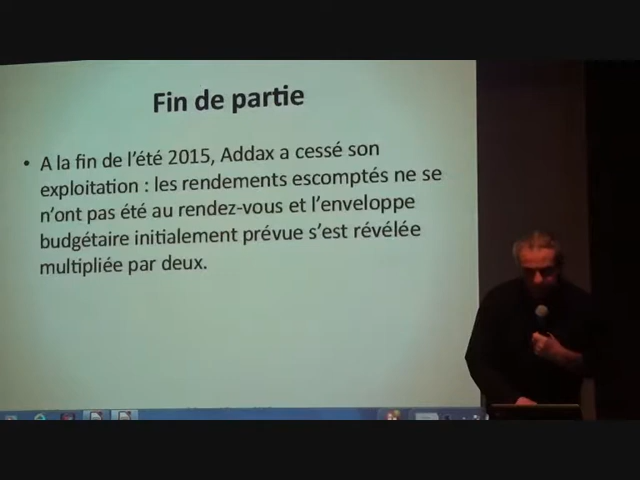 Fin de partie
• A la fin de l'été 2015, Addax a cessé son
exploitation : les rendements escomptés ne se
n'ont pas été au rendez-vous et l'enveloppe
budgétaire initialement prévue s'est révélée
multipliée par deux.